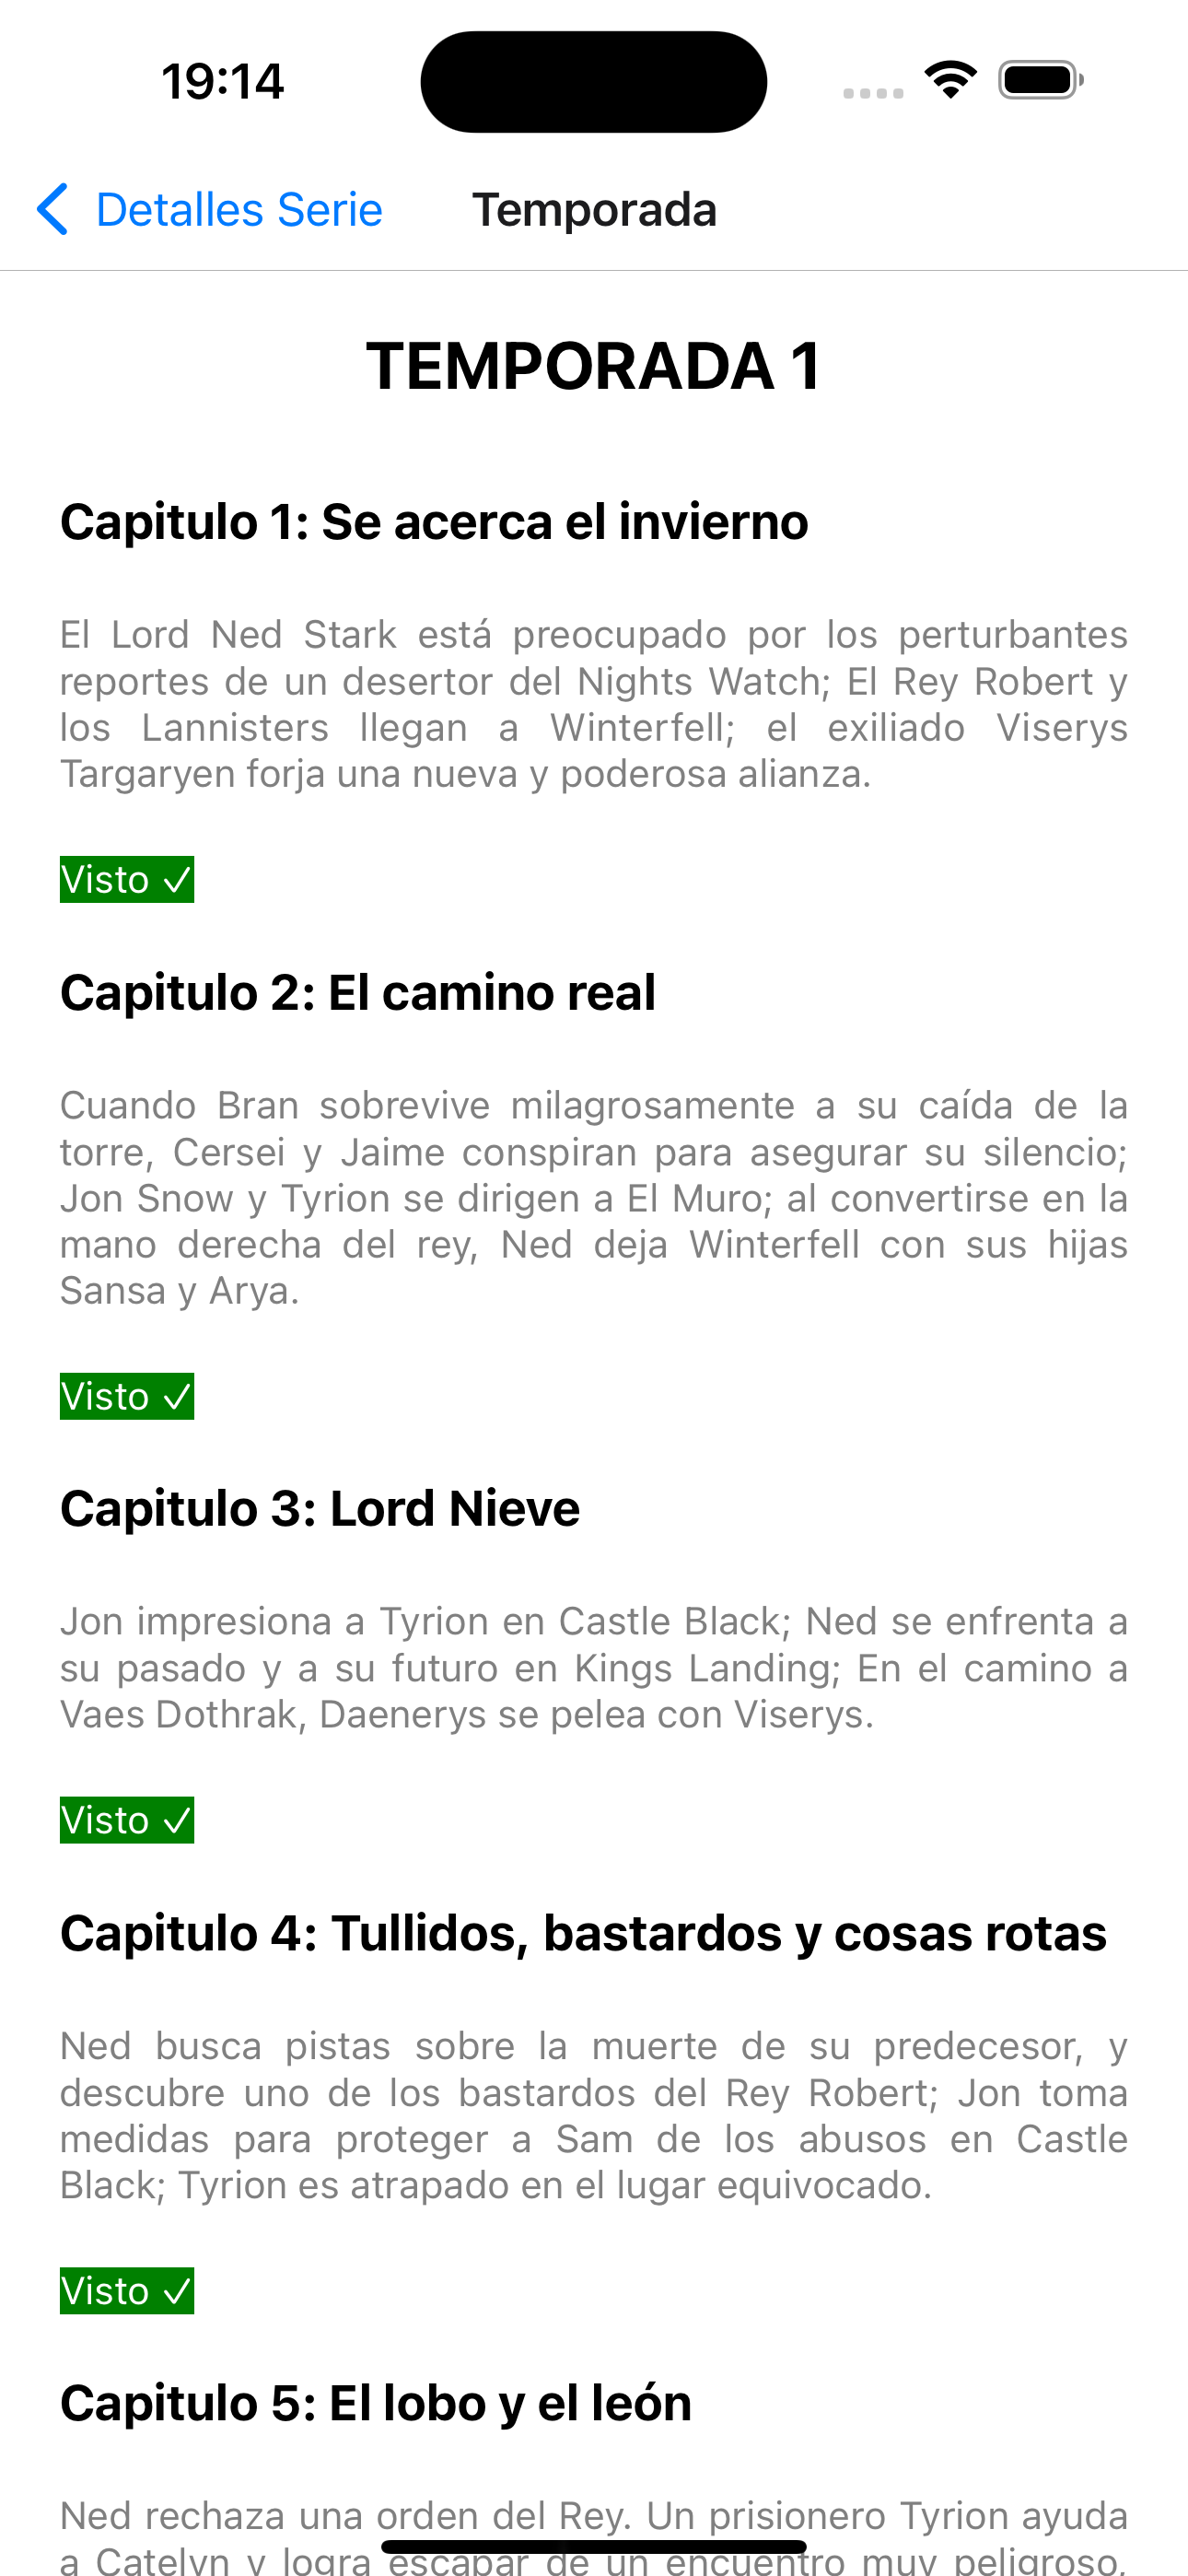 19:14
Detalles Serie
Temporada
TEMPORADA 1
Capitulo 1: Se acerca el invierno
El Lord Ned Stark está preocupado por los perturbantes
reportes de un desertor del Nights Watch; El Rey Robert y
los Lannisters llegan a Winterfell; el exiliado Viserys
Targaryen forja una nueva y poderosa alianza.
Visto ✓
Capitulo 2: El camino real
Cuando Bran sobrevive milagrosamente a su caída de la
torre, Cersei y Jaime conspiran para asegurar su silencio;
Jon Snow y Tyrion se dirigen a El Muro; al convertirse en la
mano derecha del rey, Ned deja Winterfell con sus hijas
Sansa y Arya.
Visto ✓
Capitulo 3: Lord Nieve
Jon impresiona a Tyrion en Castle Black; Ned se enfrenta a
su pasado y a su futuro en Kings Landing; En el camino a
Vaes Dothrak, Daenerys se pelea con Viserys.
Visto ✓
Capitulo 4: Tullidos, bastardos y cosas rotas
Ned busca pistas sobre la muerte de su predecesor, y
descubre uno de los bastardos del Rey Robert; Jon toma
medidas para proteger a Sam de los abusos en Castle
Black; Tyrion es atrapado en el lugar equivocado.
Visto ✓
Capitulo 5: El lobo y el león
Ned rechaza una orden del Rey. Un prisionero Tyrion ayuda
a Catelyn y logra escapar de un encuentro muy peligroso,